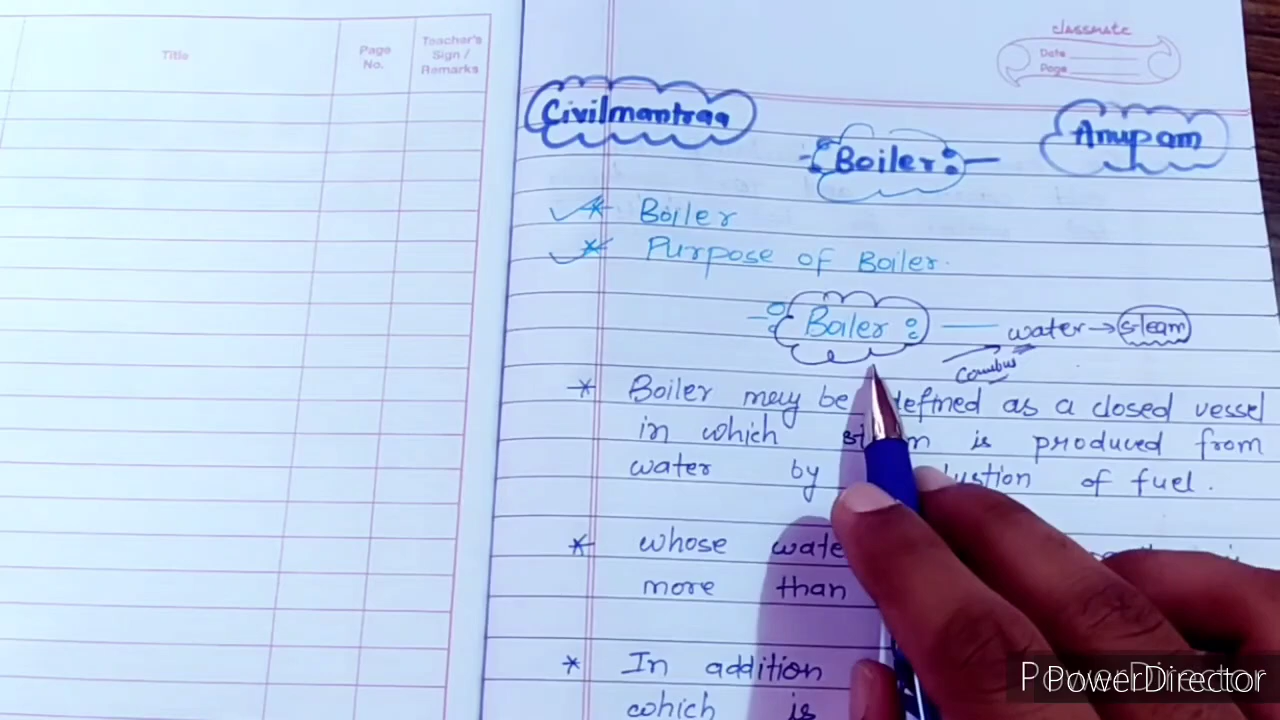 Title
Page No.
Teacher's Sign / Remarks
classmate
Date
Page
Civilmantraa
Boiler
Anupam
Boiler
Purpose of Boiler.
Boiler water → steam
Combus
Boiler may be defined as a closed vessel
in which is produced from
water by of fuel.
whose
more than
In addition
which is
PowerDirector